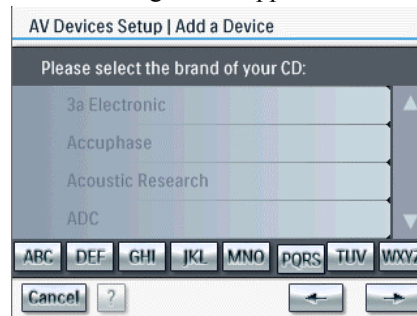 AV Devices Setup | Add a Device
Please select the brand of your CD:
3a Electronic
Accuphase
Acoustic Research
ADC
ABC DEF GHI JKL MNO PQRS TUV WXYZ
Cancel ?